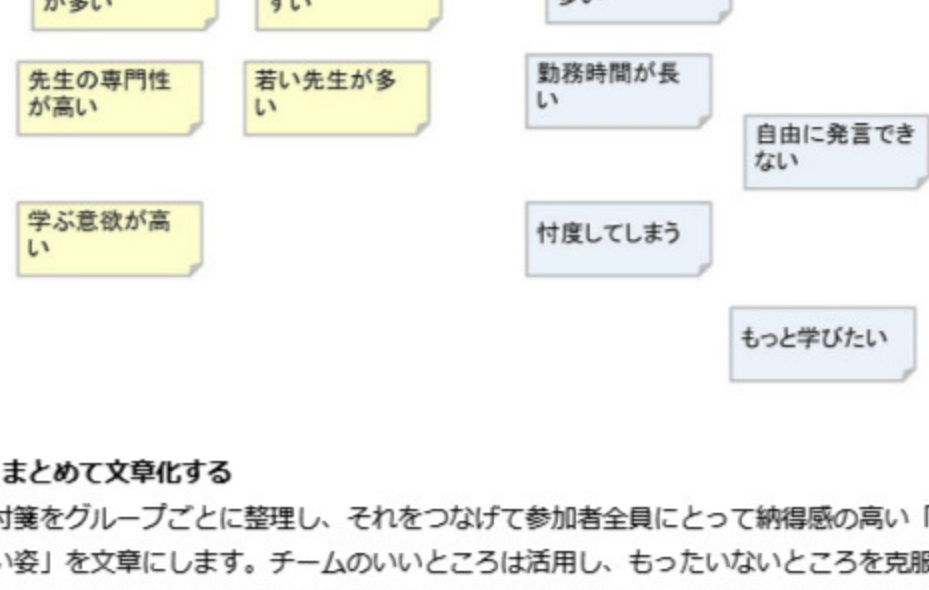 が多い
すい
多い
先生の専門性
が高い
若い先生が多
い
勤務時間が長
い
自由に発言でき
ない
学ぶ意欲が高
い
忖度してしまう
もっと学びたい
まとめて文章化する
付箋をグループごとに整理し、それをつなげて参加者全員にとって納得感の高い「
い姿」を文章にします。チームのいいところは活用し、もったいないところを克服